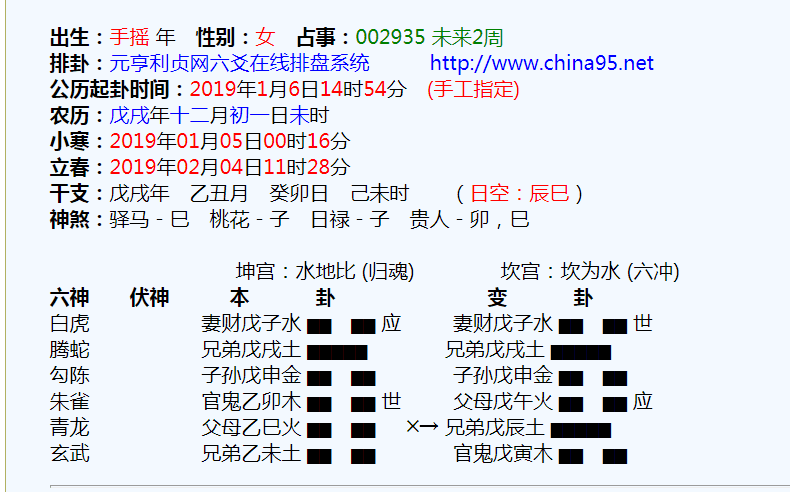 出生：手摇 年 性别：女 占事：002935 未来2周
排卦：元亨利贞网六爻在线排盘系统 http://www.china95.net
公历起卦时间：2019年1月6日14时54分 (手工指定)
农历：戊戌年十二月初一日未时
小寒：2019年01月05日00时16分
立春：2019年02月04日11时28分
干支：戊戌年 乙丑月 癸卯日 己未时 （日空：辰巳）
神煞：驿马－巳 桃花－子 日禄－子 贵人－卯，巳
坤宫：水地比 (归魂) 坎宫：坎为水 (六冲)
六神 伏神 本 卦 变 卦
白虎 妻财戊子水 应 妻财戊子水 世
腾蛇 兄弟戊戌土 兄弟戊戌土
勾陈 子孙戊申金 子孙戊申金
朱雀 官鬼乙卯木 世 父母戊午火 应
青龙 父母乙巳火 ×→ 兄弟戊辰土
玄武 兄弟乙未土 官鬼戊寅木